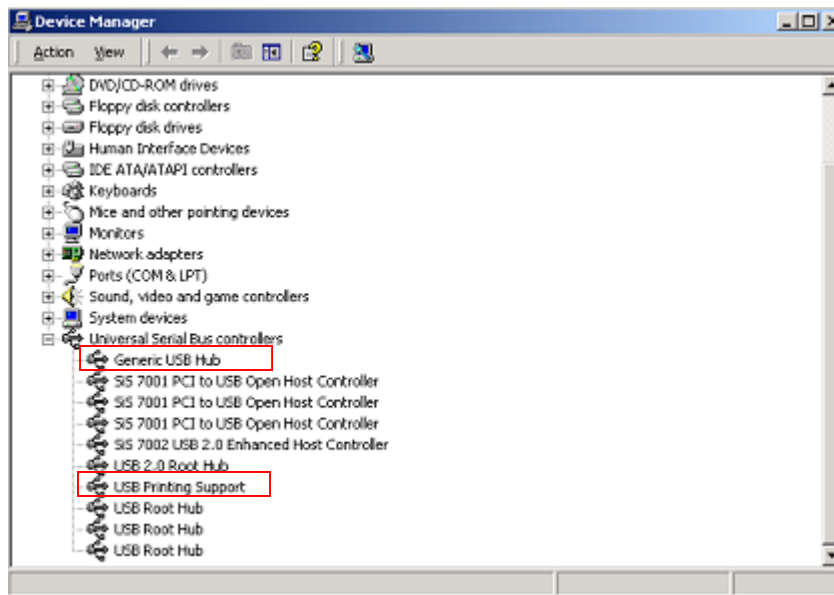 Device Manager
Action View
DVD/CD-ROM drives
Floppy disk controllers
Floppy disk drives
Human Interface Devices
IDE ATA/ATAPI controllers
Keyboards
Mice and other pointing devices
Monitors
Network adapters
Ports (COM & LPT)
Sound, video and game controllers
System devices
Universal Serial Bus controllers
Generic USB Hub
SiS 7001 PCI to USB Open Host Controller
SiS 7001 PCI to USB Open Host Controller
SiS 7001 PCI to USB Open Host Controller
SiS 7002 USB 2.0 Enhanced Host Controller
USB 2.0 Root Hub
USB Printing Support
USB Root Hub
USB Root Hub
USB Root Hub